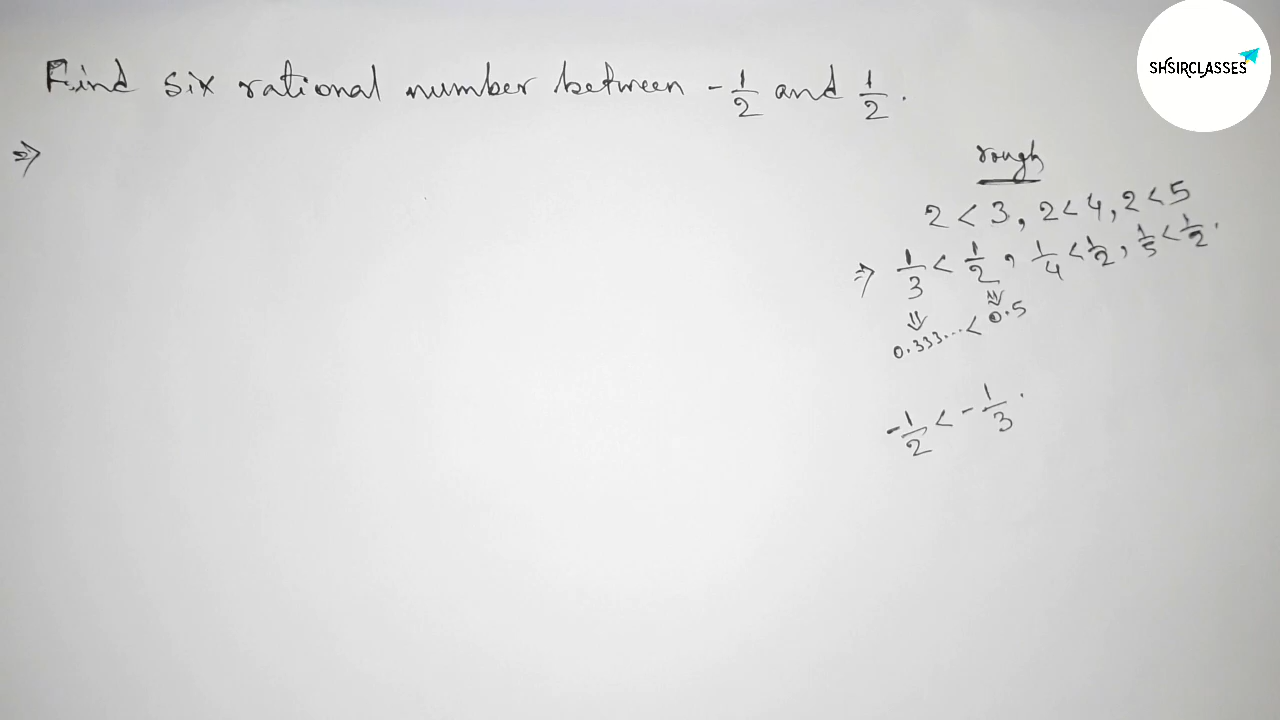 Find six rational number between -1/2 and 1/2.
⇒
SHSIRCLASSES
rough
2 < 3, 2 < 4, 2 < 5
⇒ 1/3 < 1/2, 1/4 < 1/2, 1/5 < 1/2.
⇓ ⇓
0.333... < 0.5
-1/2 < -1/3.